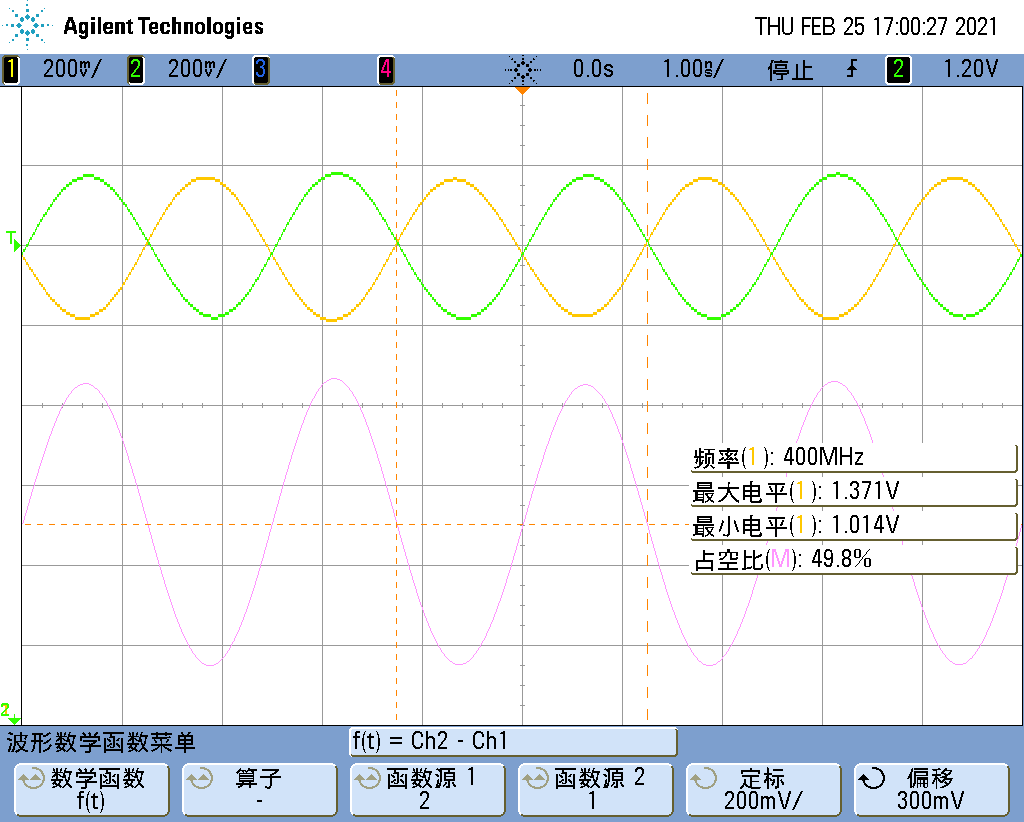 Agilent Technologies
THU FEB 25 17:00:27 2021
1 200mV/ 2 200mV/ 3 4 0.0s 1.00ns/ 停止 2 1.20V
T
频率(1): 400MHz
最大电平(1): 1.371V
最小电平(1): 1.014V
占空比(M): 49.8%
2
波形数学函数菜单
f(t) = Ch2 - Ch1
数学函数
f(t)
算子
-
函数源 1
2
函数源 2
1
定标
200mV/
偏移
300mV